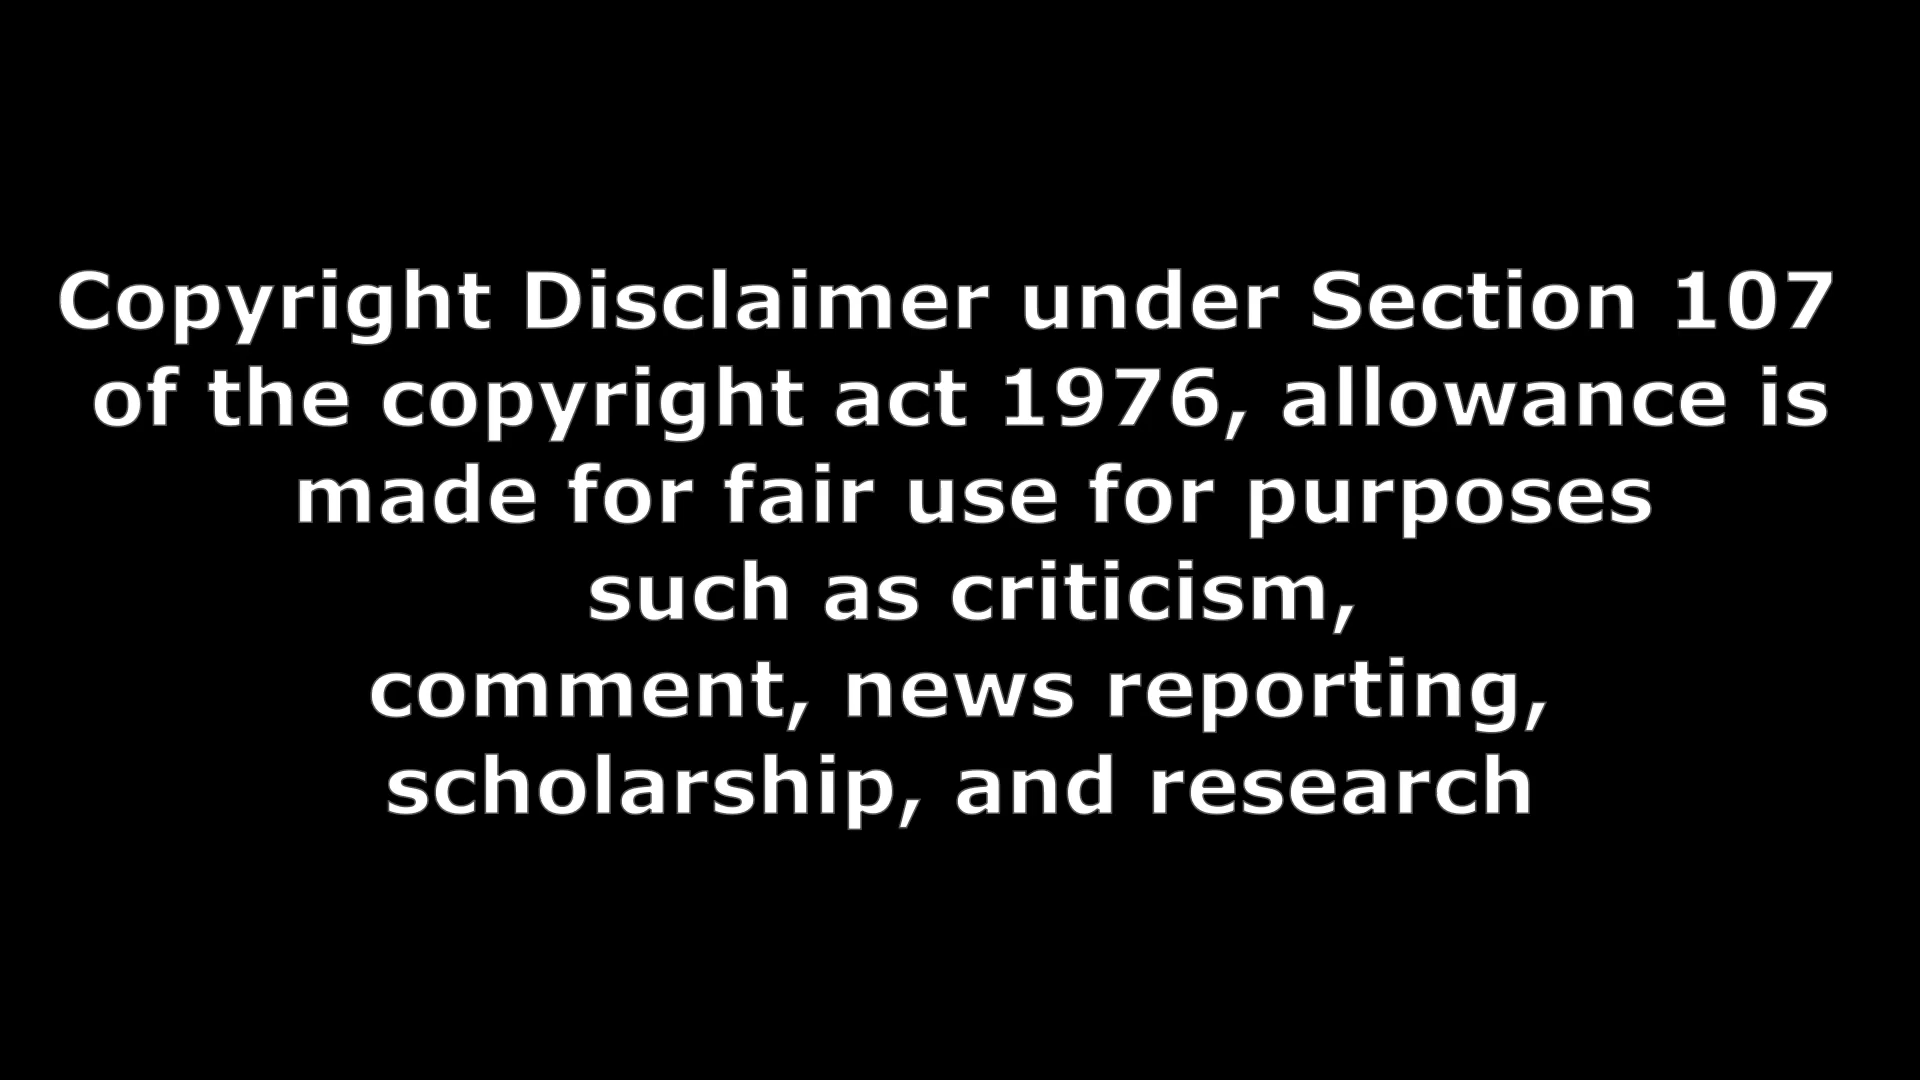 Copyright Disclaimer under Section 107
of the copyright act 1976, allowance is
made for fair use for purposes
such as criticism,
comment, news reporting,
scholarship, and research